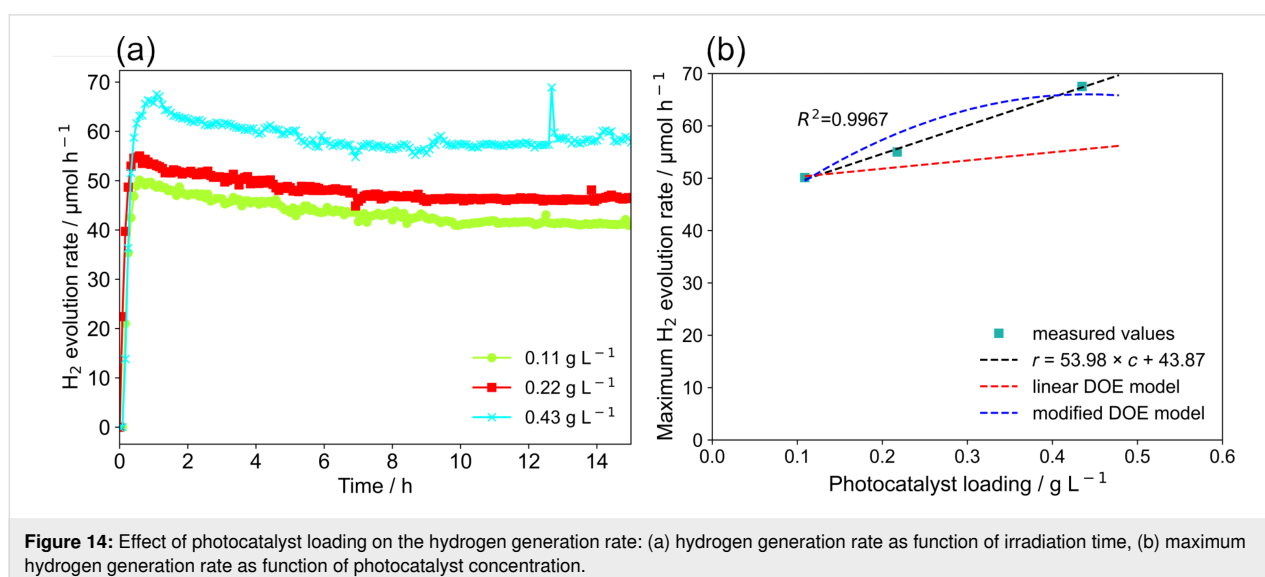 (a)
H₂ evolution rate / μmol h⁻¹
70
60
50
40
30
20
10
0
0 2 4 6 8 10 12 14
Time / h
0.11 g L⁻¹
0.22 g L⁻¹
0.43 g L⁻¹
(b)
Maximum H₂ evolution rate / μmol h⁻¹
70
60
50
40
30
20
10
0
0.0 0.1 0.2 0.3 0.4 0.5 0.6
Photocatalyst loading / g L⁻¹
R²=0.9967
measured values
r = 53.98 × c + 43.87
linear DOE model
modified DOE model
Figure 14: Effect of photocatalyst loading on the hydrogen generation rate: (a) hydrogen generation rate as function of irradiation time, (b) maximum
hydrogen generation rate as function of photocatalyst concentration.